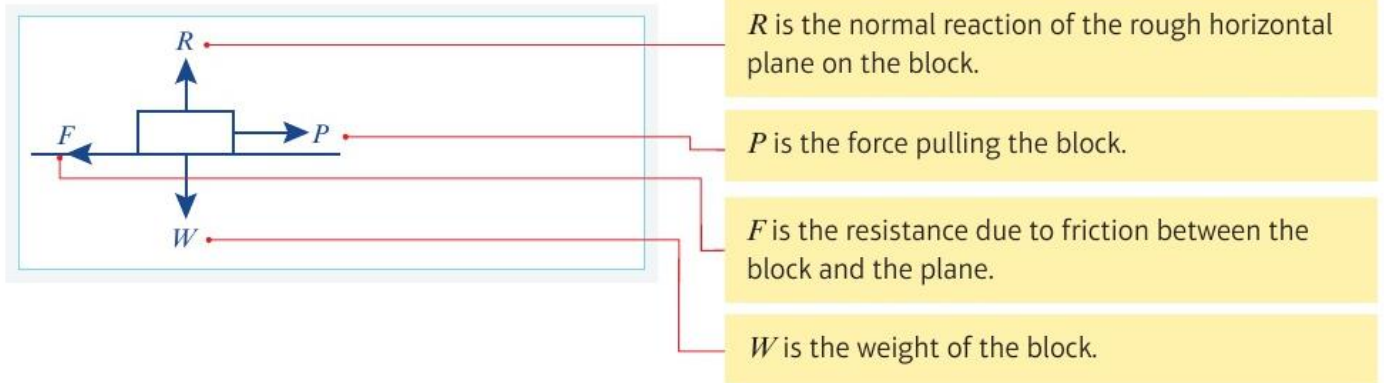 R
R is the normal reaction of the rough horizontal
plane on the block.
F
P
P is the force pulling the block.
F is the resistance due to friction between the
block and the plane.
W
W is the weight of the block.